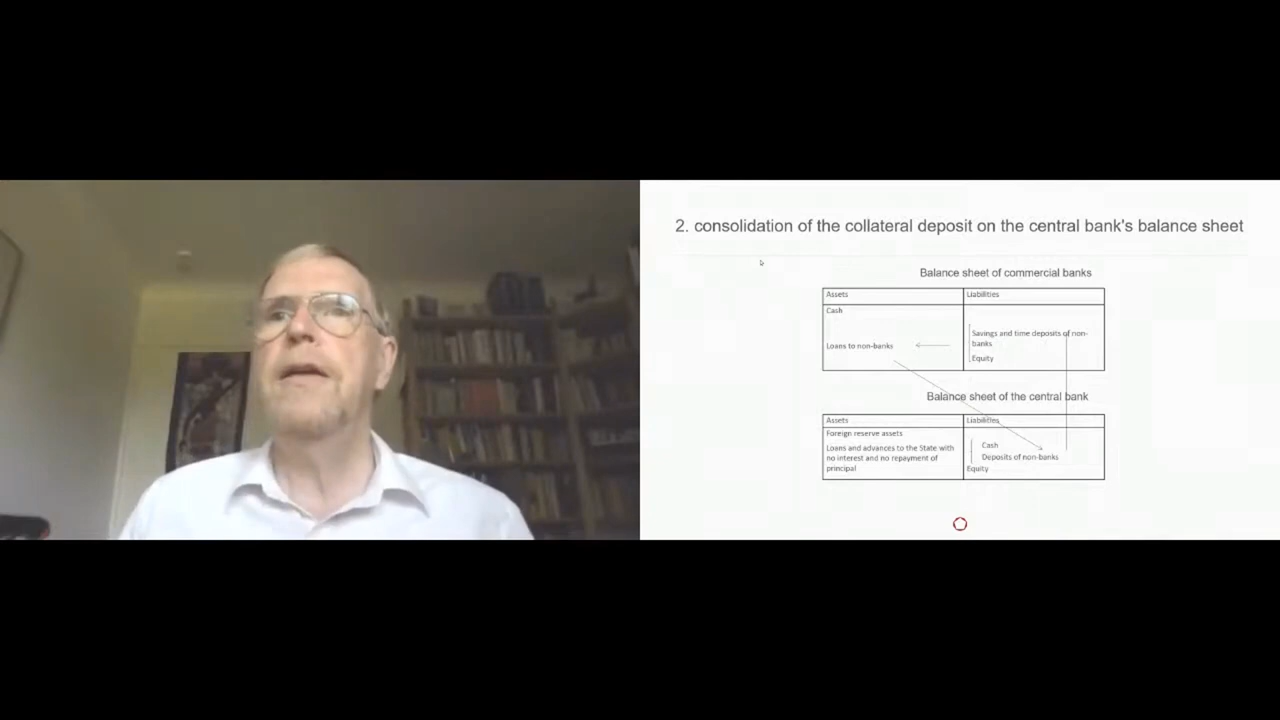 2. consolidation of the collateral deposit on the central bank's balance sheet
Balance sheet of commercial banks
Assets
Liabilities
Cash
Savings and time deposits of non-
banks
Loans to non-banks
Equity
Balance sheet of the central bank
Assets
Liabilities
Foreign reserve assets
Loans and advances to the State with
no interest and no repayment of
principal
Cash
Deposits of non-banks
Equity